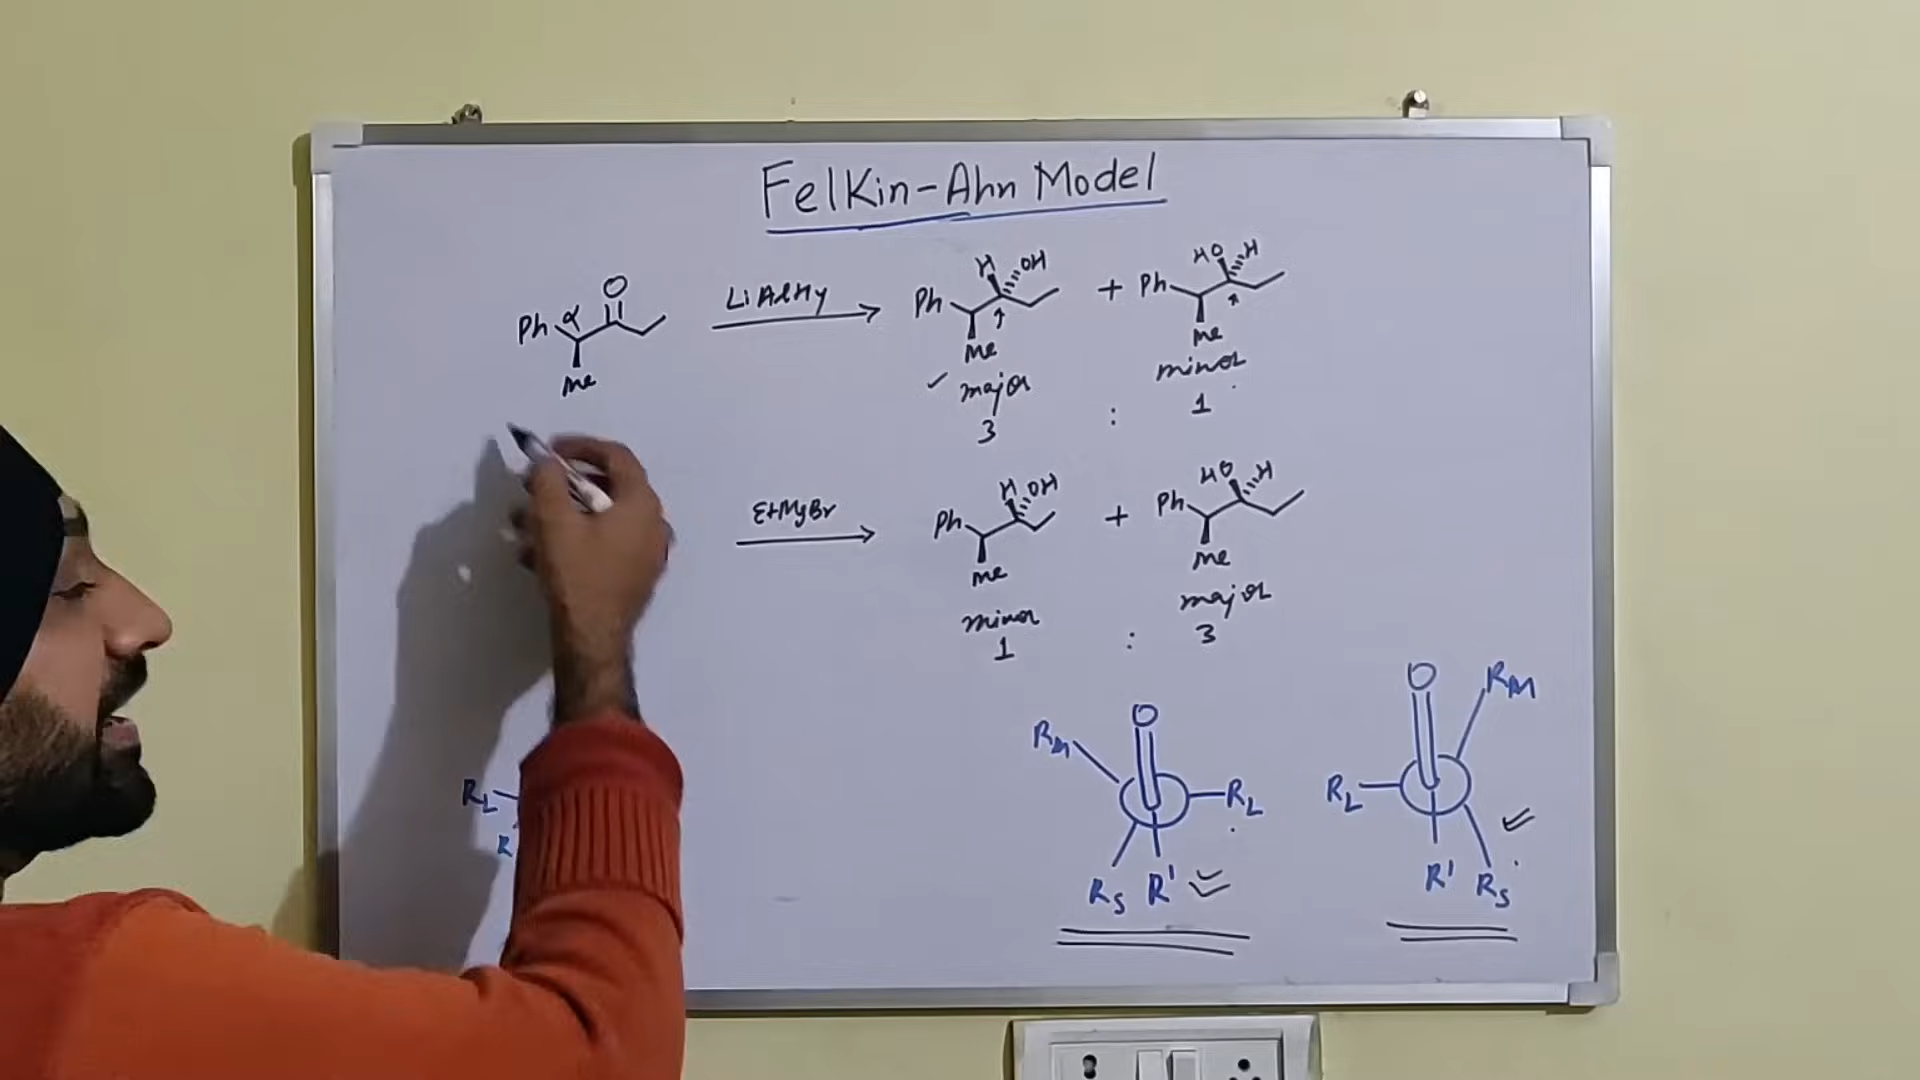 FelKin-Ahn Model
Ph α O Me
LiAlHy
Ph H OH Me
major
3
+
Ph HO H Me
minor
1
:
EtMgBr
Ph H OH Me
minor
1
+
Ph HO H Me
major
3
:
RL
R
RM O RL RS R'
O RM RL R' RS